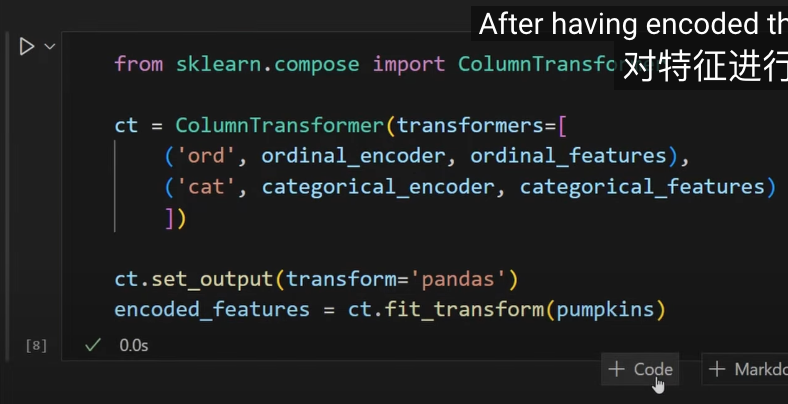 After having encoded th
对特征进行
from sklearn.compose import ColumnTransfo
ct = ColumnTransformer(transformers=[
('ord', ordinal_encoder, ordinal_features),
('cat', categorical_encoder, categorical_features)
])
ct.set_output(transform='pandas')
encoded_features = ct.fit_transform(pumpkins)
[8] ✓ 0.0s
+ Code + Markdo